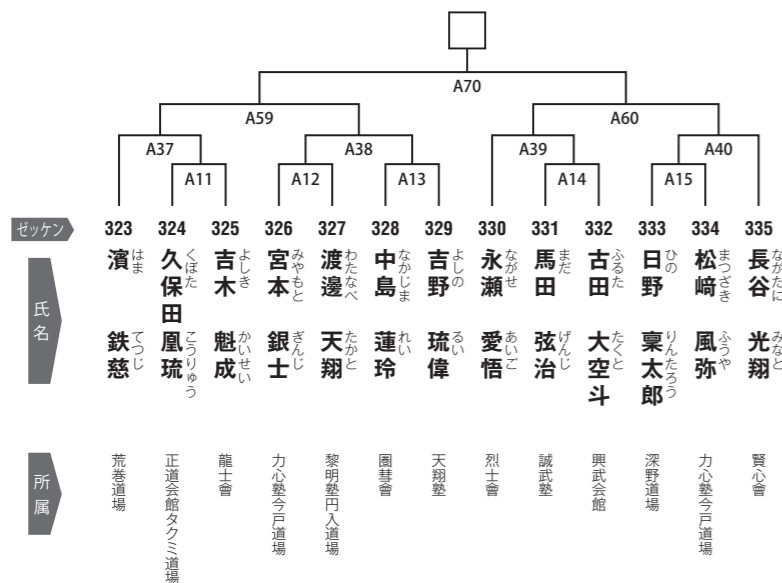 A70
A59
A60
A37
A38
A39
A40
A11
A12
A13
A14
A15
ゼッケン
323
324
325
326
327
328
329
330
331
332
333
334
335
氏名
濱 鉄慈
はま てつじ
久保田 凰琉
くぼた こうりゅう
吉木 魁成
よしき かいせい
宮本 銀士
みやもと ぎんじ
渡邊 天翔
わたなべ たかと
中島 蓮玲
なかじま れい
吉野 琉偉
よしの るい
永瀬 愛悟
ながせ あいご
馬田 弦治
まだ げんじ
古田 大空斗
ふるた たくと
日野 稟太郎
ひの りんたろう
松﨑 風弥
まつざき ふうや
長谷 光翔
ながたに みなと
所属
荒巻道場
正道会館タクミ道場
龍士會
力心塾今戸道場
黎明塾円入道場
圏彗會
天翔塾
烈士會
誠武塾
興武会館
深野道場
力心塾今戸道場
賢心會